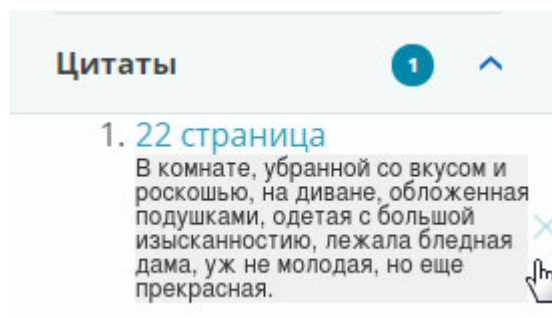 Цитаты 1
1. 22 страница
В комнате, убранной со вкусом и
роскошью, на диване, обложенная
подушками, одетая с большой
изысканностию, лежала бледная
дама, уж не молодая, но еще
прекрасная.